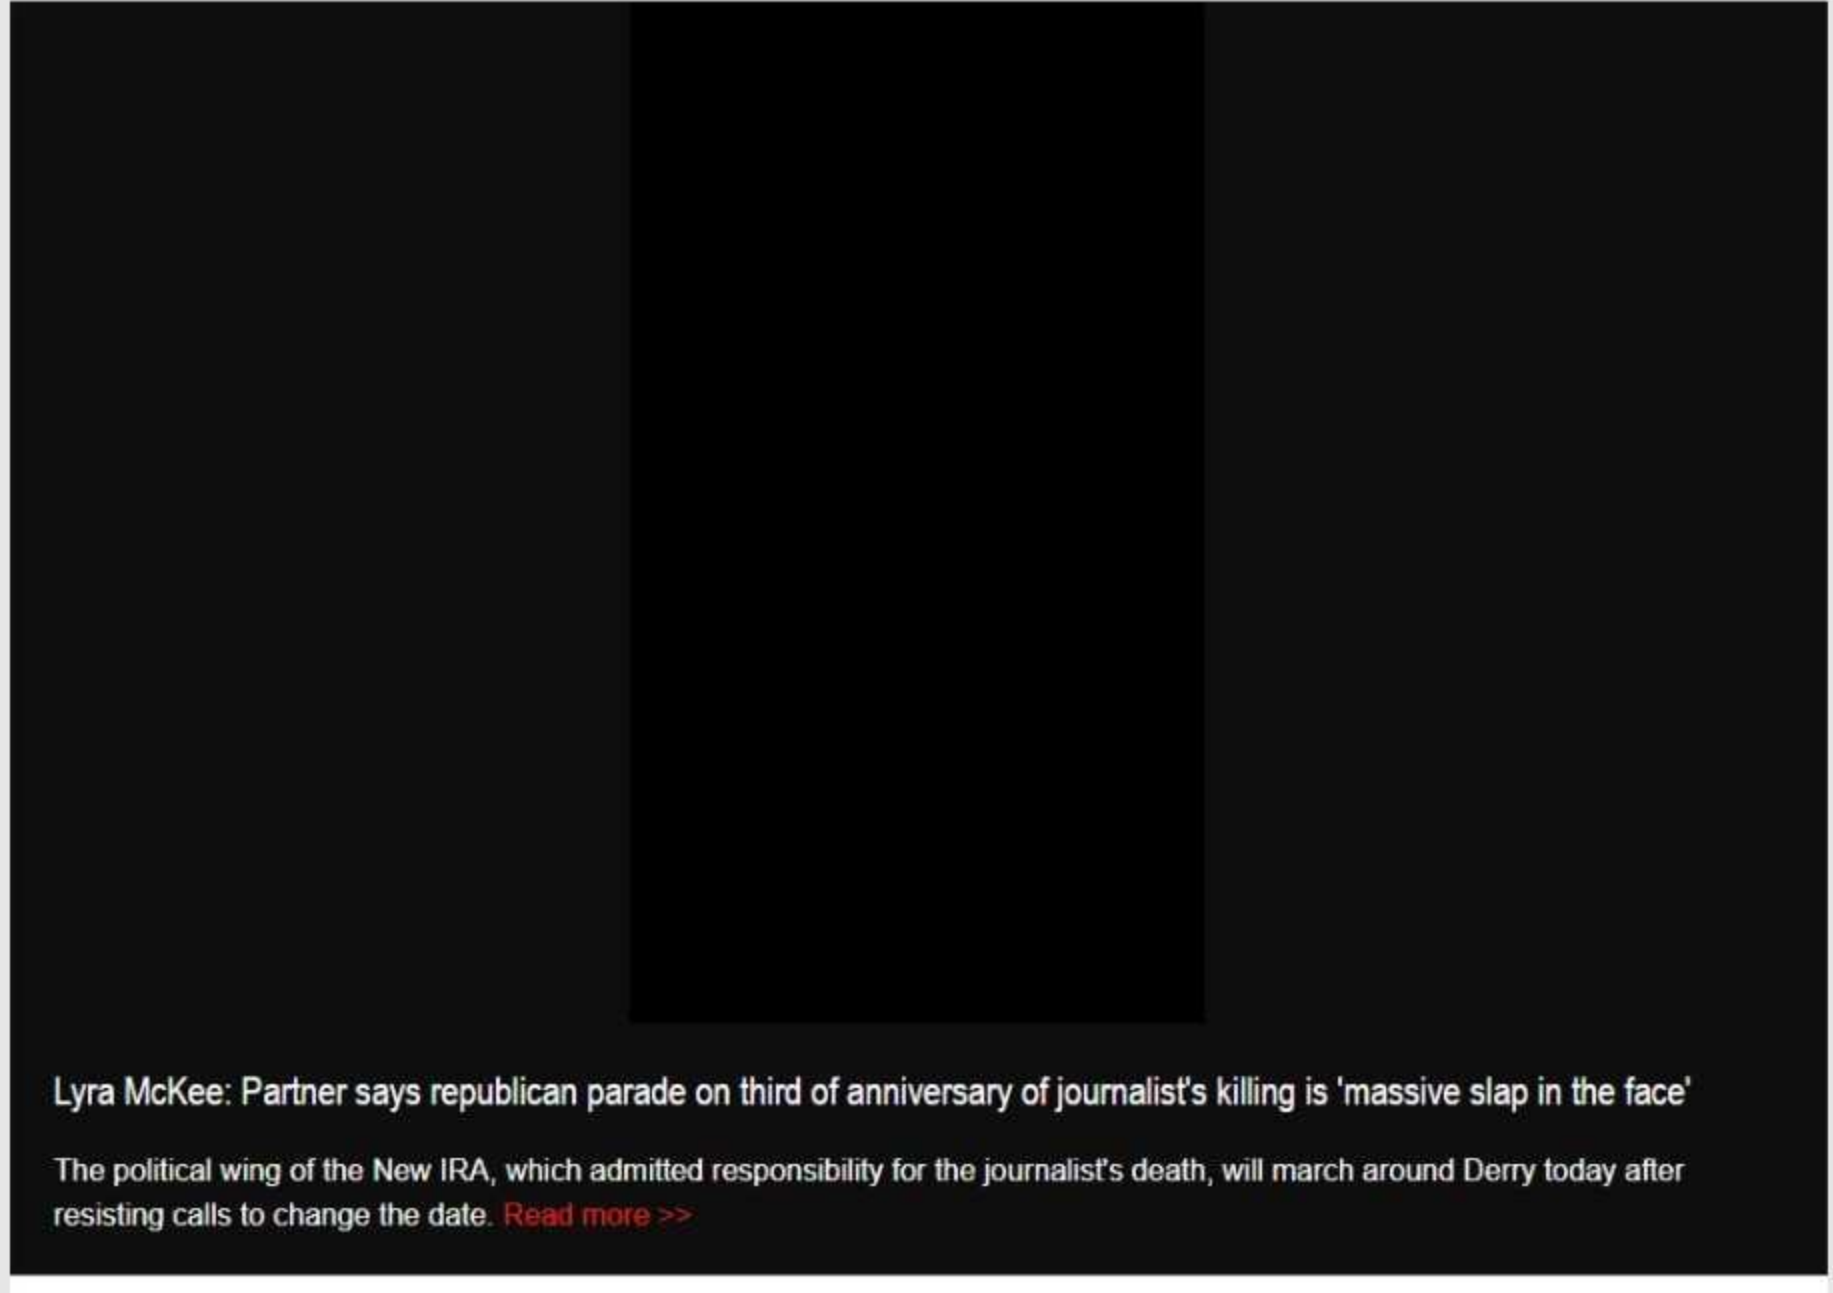 Lyra McKee: Partner says republican parade on third of anniversary of journalist's killing is 'massive slap in the face'
The political wing of the New IRA, which admitted responsibility for the journalist's death, will march around Derry today after
resisting calls to change the date. Read more >>